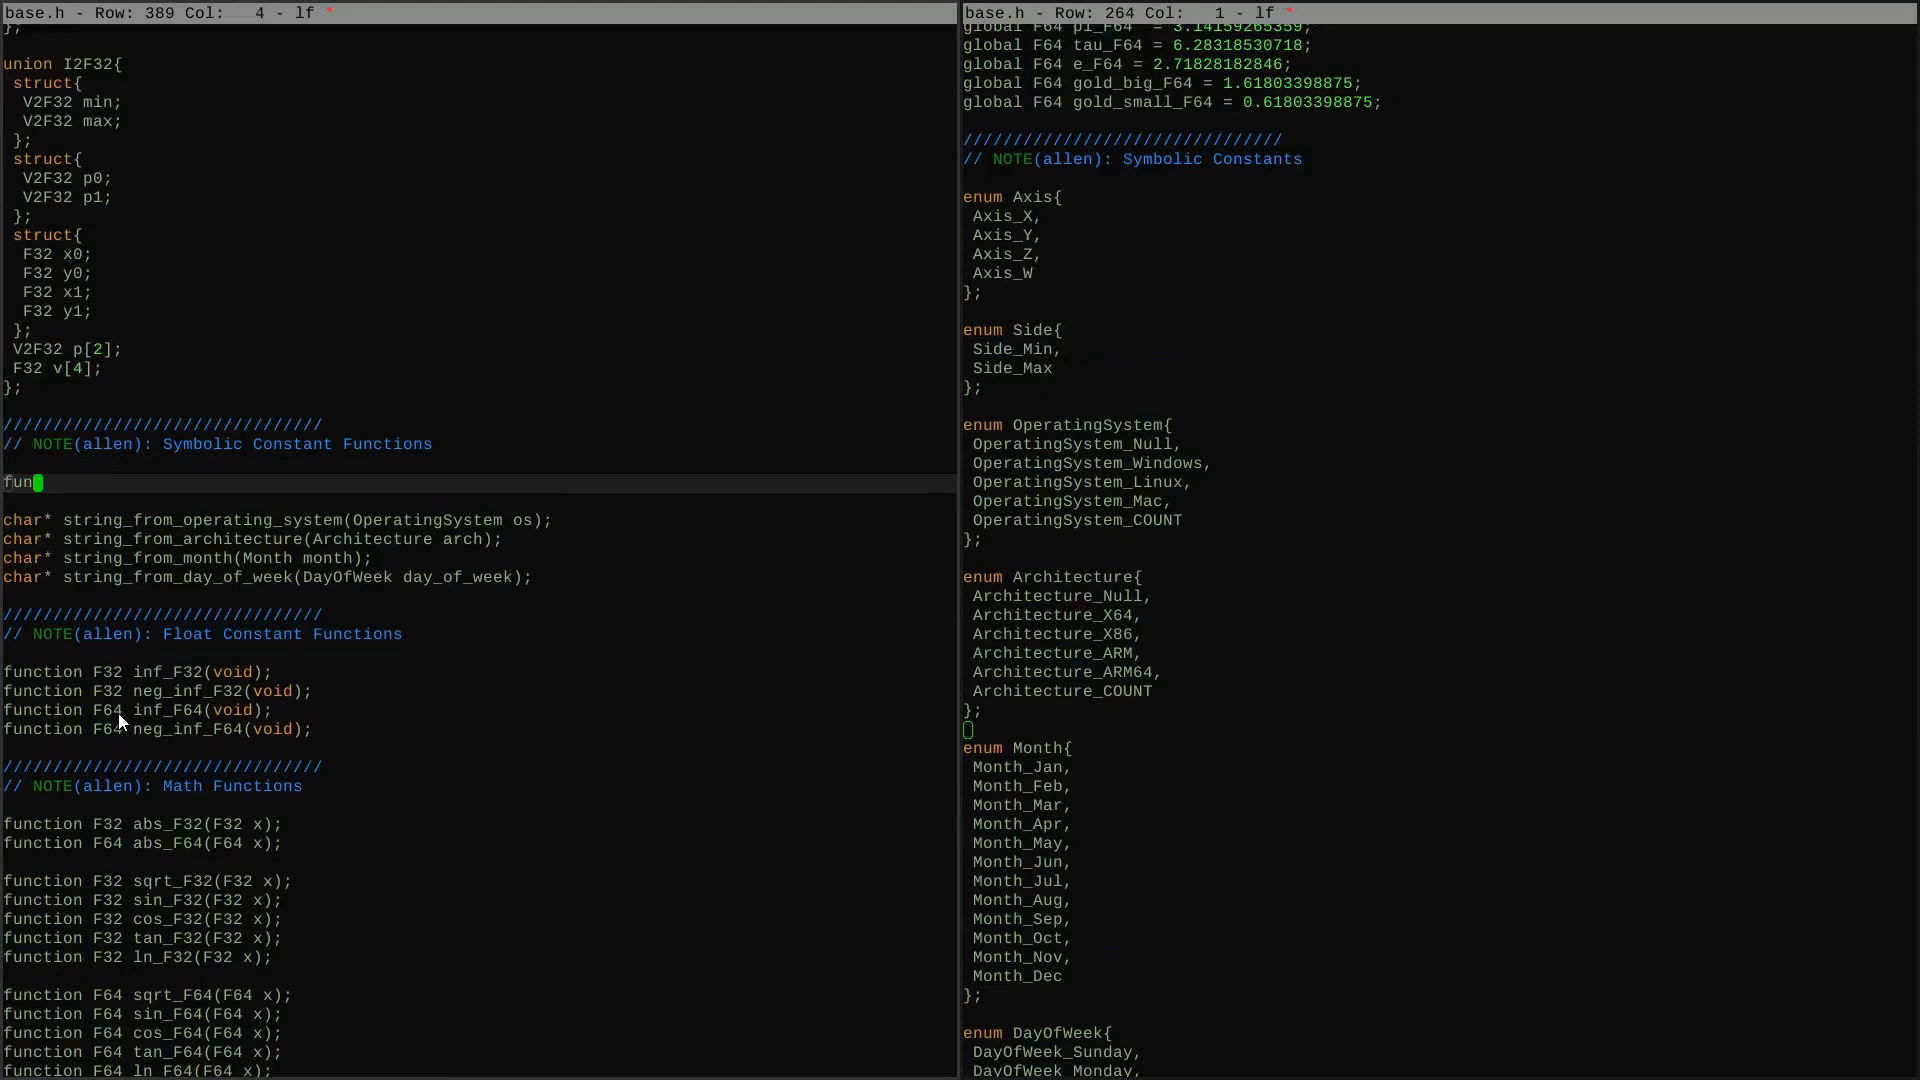 base.h - Row: 389 Col:   4 - lf *
};
union I2F32{
 struct{
  V2F32 min;
  V2F32 max;
 };
 struct{
  V2F32 p0;
  V2F32 p1;
 };
 struct{
  F32 x0;
  F32 y0;
  F32 x1;
  F32 y1;
 };
 V2F32 p[2];
 F32 v[4];
};
////////////////////////////////
// NOTE(allen): Symbolic Constant Functions
fun
char* string_from_operating_system(OperatingSystem os);
char* string_from_architecture(Architecture arch);
char* string_from_month(Month month);
char* string_from_day_of_week(DayOfWeek day_of_week);
////////////////////////////////
// NOTE(allen): Float Constant Functions
function F32 inf_F32(void);
function F32 neg_inf_F32(void);
function F64 inf_F64(void);
function F64 neg_inf_F64(void);
////////////////////////////////
// NOTE(allen): Math Functions
function F32 abs_F32(F32 x);
function F64 abs_F64(F64 x);
function F32 sqrt_F32(F32 x);
function F32 sin_F32(F32 x);
function F32 cos_F32(F32 x);
function F32 tan_F32(F32 x);
function F32 ln_F32(F32 x);
function F64 sqrt_F64(F64 x);
function F64 sin_F64(F64 x);
function F64 cos_F64(F64 x);
function F64 tan_F64(F64 x);
function F64 ln_F64(F64 x);
base.h - Row: 264 Col:   1 - lf *
global F64 pi_F64  = 3.14159265359;
global F64 tau_F64 = 6.28318530718;
global F64 e_F64 = 2.71828182846;
global F64 gold_big_F64 = 1.61803398875;
global F64 gold_small_F64 = 0.61803398875;
////////////////////////////////
// NOTE(allen): Symbolic Constants
enum Axis{
 Axis_X,
 Axis_Y,
 Axis_Z,
 Axis_W
};
enum Side{
 Side_Min,
 Side_Max
};
enum OperatingSystem{
 OperatingSystem_Null,
 OperatingSystem_Windows,
 OperatingSystem_Linux,
 OperatingSystem_Mac,
 OperatingSystem_COUNT
};
enum Architecture{
 Architecture_Null,
 Architecture_X64,
 Architecture_X86,
 Architecture_ARM,
 Architecture_ARM64,
 Architecture_COUNT
};
enum Month{
 Month_Jan,
 Month_Feb,
 Month_Mar,
 Month_Apr,
 Month_May,
 Month_Jun,
 Month_Jul,
 Month_Aug,
 Month_Sep,
 Month_Oct,
 Month_Nov,
 Month_Dec
};
enum DayOfWeek{
 DayOfWeek_Sunday,
 DayOfWeek_Monday,